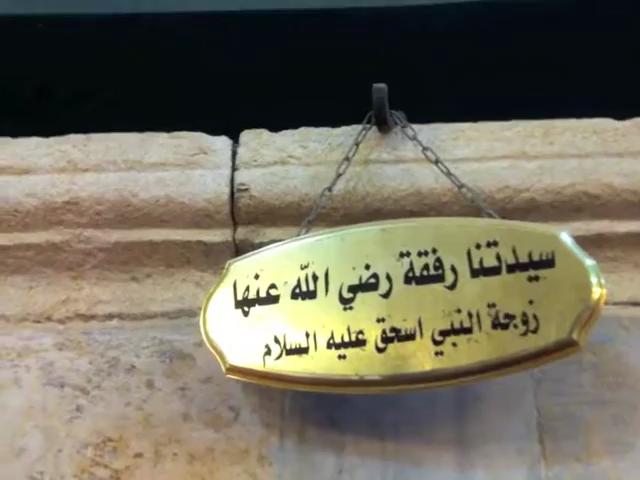 سيدتنا رفقة رضي الله عنها
زوجة النبي اسحق عليه السلام